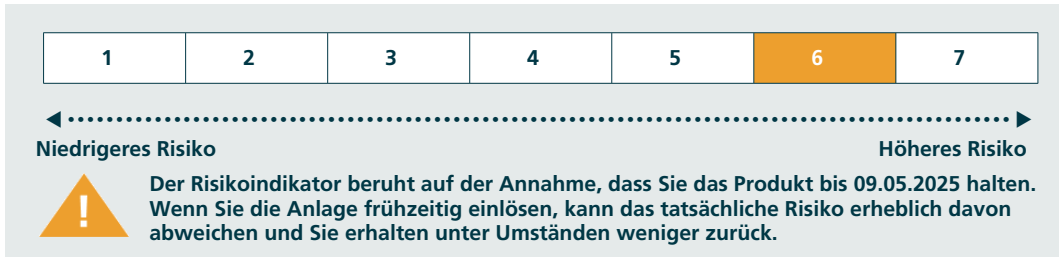 1 2 3 4 5 6 7
Niedrigeres Risiko Höheres Risiko
Der Risikoindikator beruht auf der Annahme, dass Sie das Produkt bis 09.05.2025 halten.
Wenn Sie die Anlage frühzeitig einlösen, kann das tatsächliche Risiko erheblich davon
abweichen und Sie erhalten unter Umständen weniger zurück.